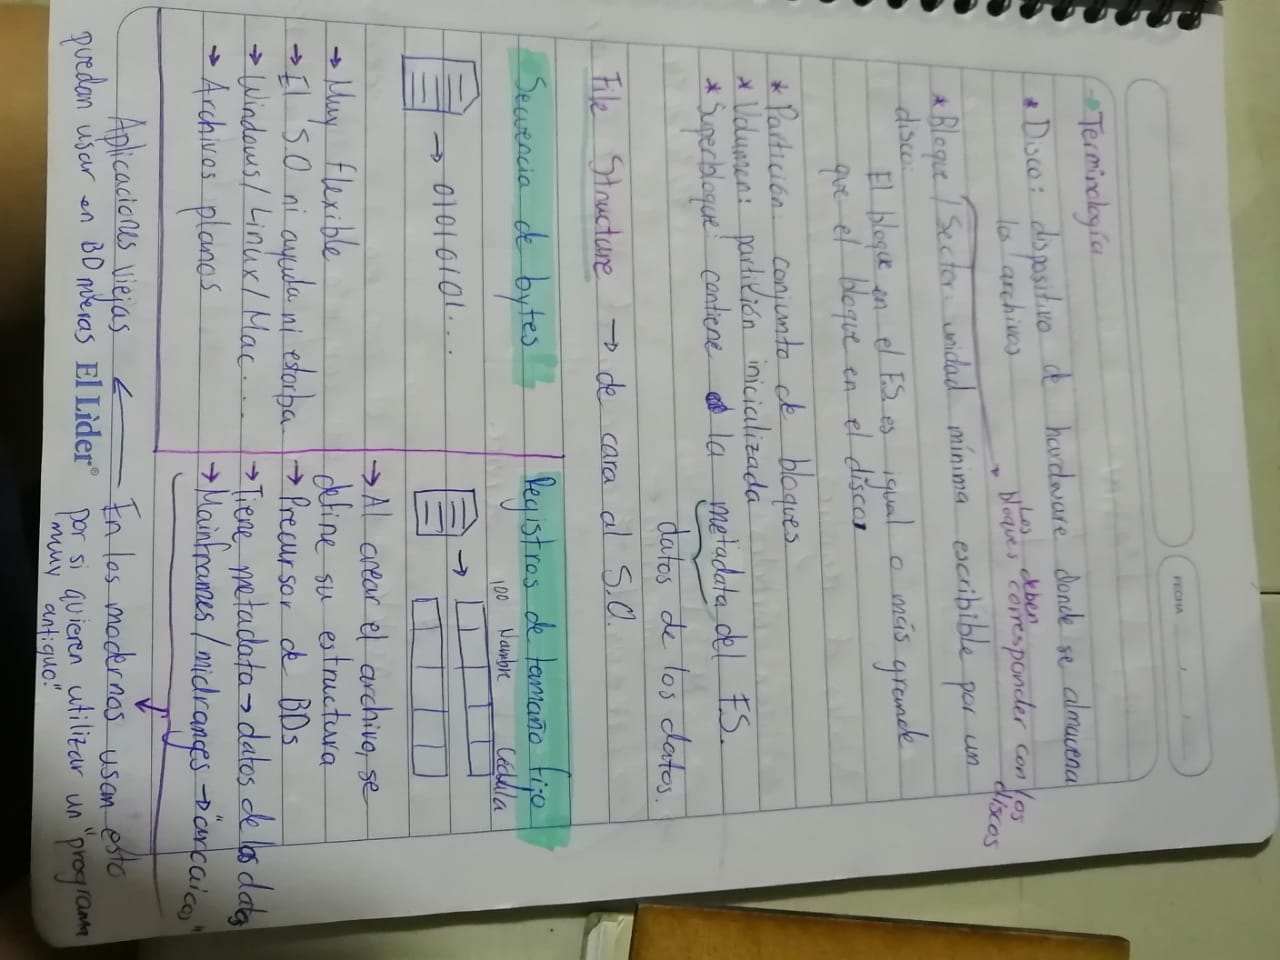 FECHA
Terminología
* Disco: dispositivo de hardware donde se almacena
los archivos
Los bloques deben corresponder con los
discos
* Bloque / Sector: unidad mínima escribible por un
disco:
El bloque en el F.S. es igual o más grande
que el bloque en el disco
* Partición: conjunto de bloques
* Volumen: partición inicializada
* Superbloque: contiene la metadata del F.S.
datos de los datos.
File Structure → de cara al S.O.
Secuencia de bytes
→ 01010101...
→ Muy flexible
→ El S.O ni ayuda ni estorba.
→ Windows/Linux/Mac...
→ Archivos planos
Registros de tamaño fijo
100 Nombre Cédula
→
→ Al crear el archivo, se
define su estructura
→ Precursor de BDs
→ Tiene metadata → datos de los datos
→ Mainframes/midranges → "arcaicos"
En los modernos usan esto
por si quieren utilizar un "programa
muy antiguo."
← Aplicaciones viejas
puedan usar en BD nuevas
El Lìder®